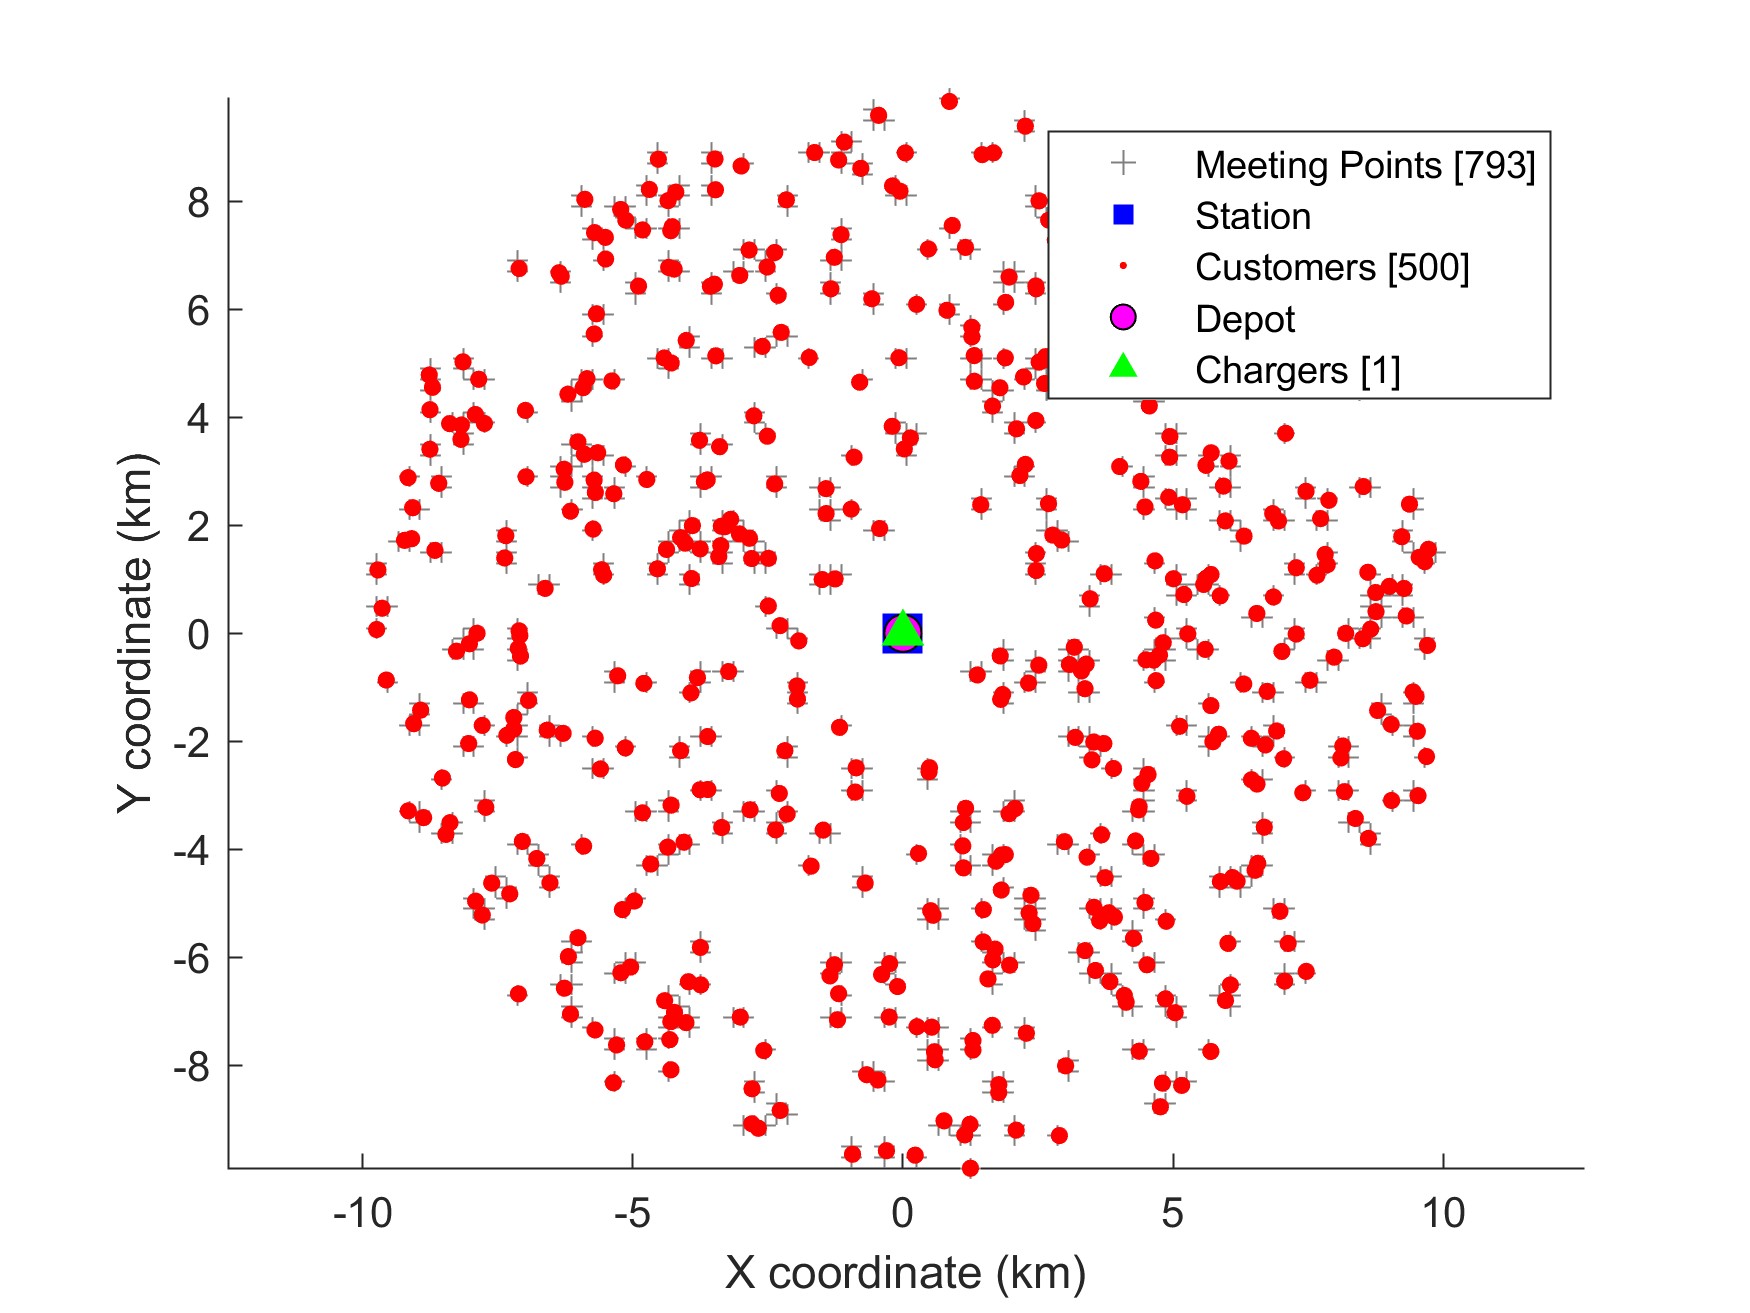 Meeting Points [793]
Station
Customers [500]
Depot
Chargers [1]
8
6
4
2
0
-2
-4
-6
-8
Y coordinate (km)
-10
-5
0
5
10
X coordinate (km)